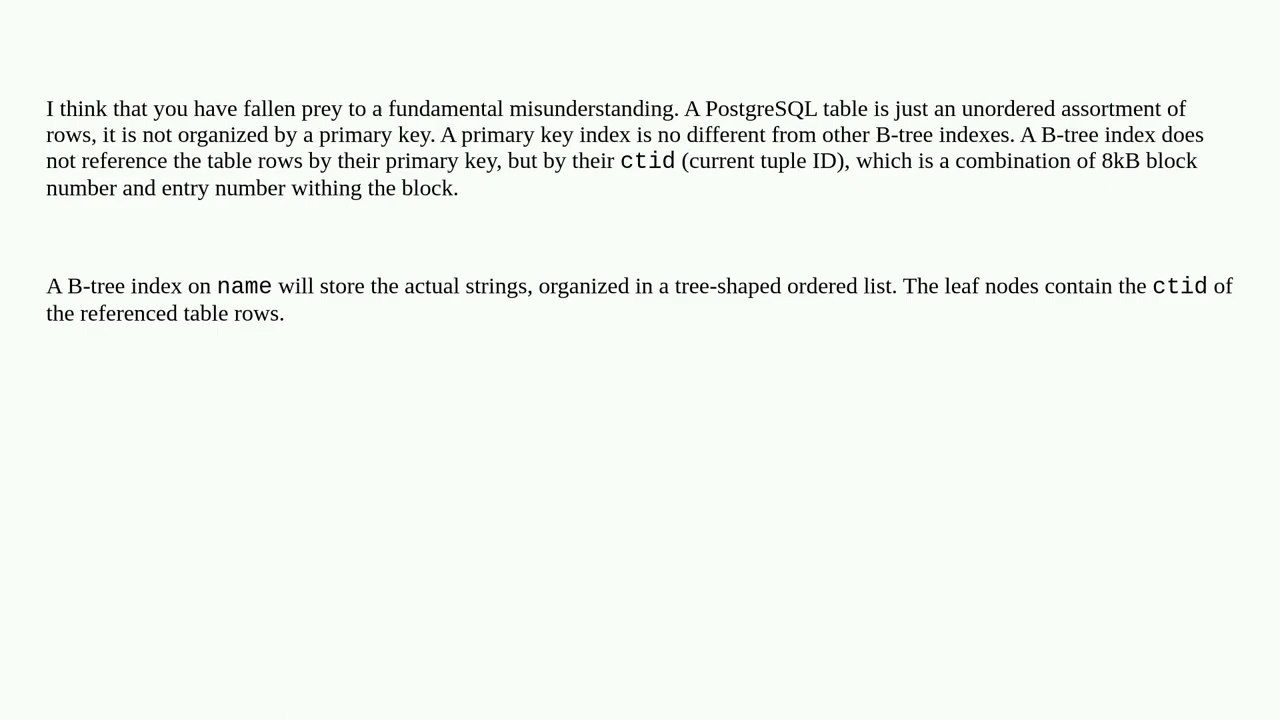 I think that you have fallen prey to a fundamental misunderstanding. A PostgreSQL table is just an unordered assortment of
rows, it is not organized by a primary key. A primary key index is no different from other B-tree indexes. A B-tree index does
not reference the table rows by their primary key, but by their ctid (current tuple ID), which is a combination of 8kB block
number and entry number withing the block.
A B-tree index on name will store the actual strings, organized in a tree-shaped ordered list. The leaf nodes contain the ctid of
the referenced table rows.